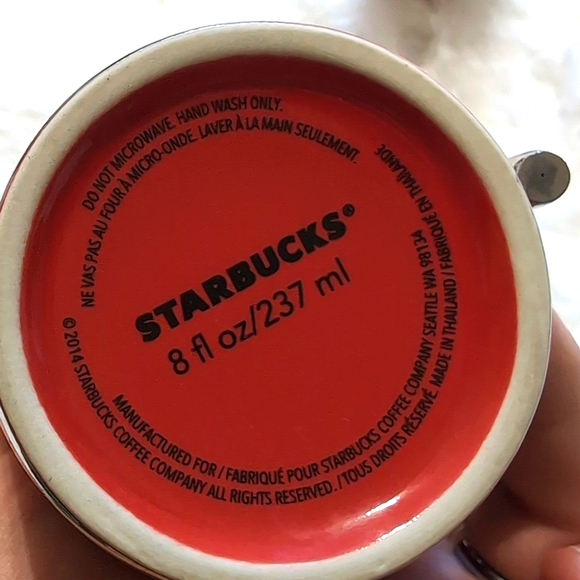 DO NOT MICROWAVE. HAND WASH ONLY.
NE VAS PAS AU FOUR À MICRO-ONDE. LAVER À LA MAIN SEULEMENT.
STARBUCKS®
8 fl oz/237 ml
MANUFACTURED FOR / FABRIQUÉ POUR STARBUCKS COFFEE COMPANY SEATTLE WA 98134
© 2014 STARBUCKS COFFEE COMPANY ALL RIGHTS RESERVED. / TOUS DROITS RÉSERVÉ MADE IN THAILAND / FABRIQUÉ EN THAÏLANDE